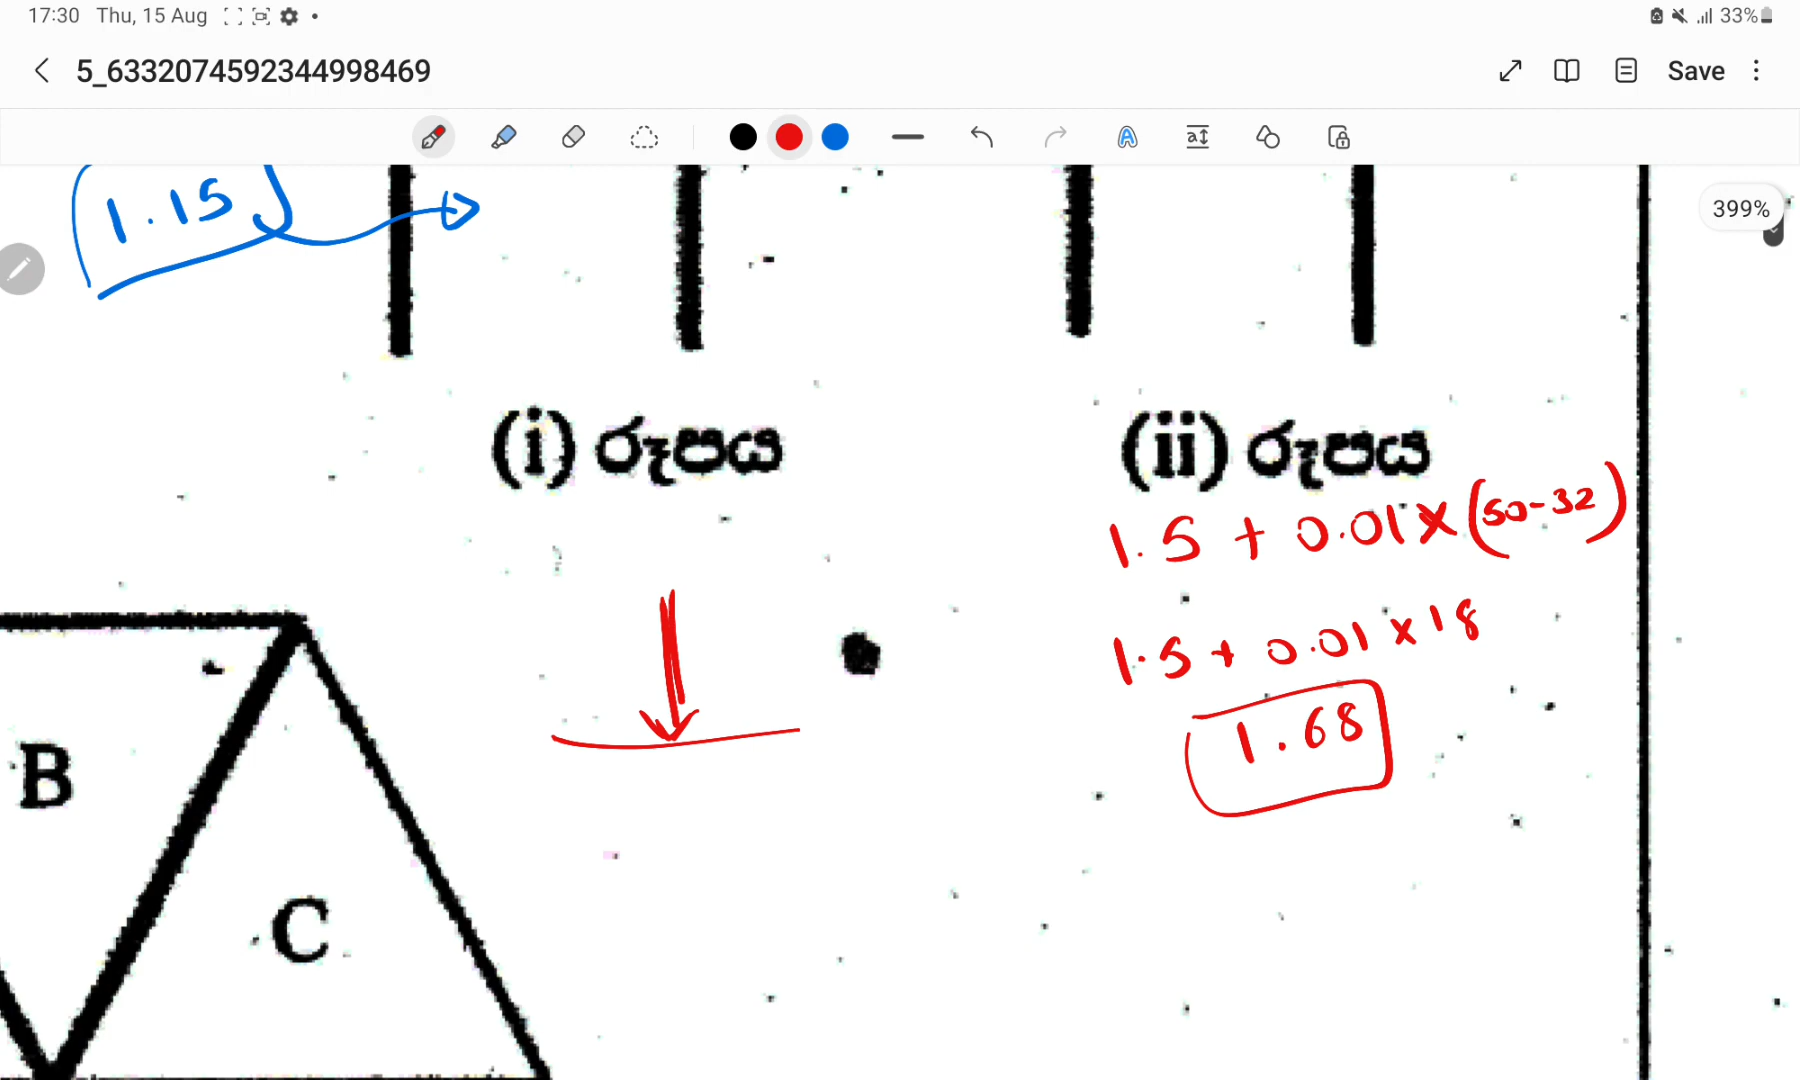 17:30 Thu, 15 Aug
33%
5_6332074592344998469
Save
399%
1.15
(i) රූපය
(ii) රූපය
1.5 + 0.01 × (50-32)
1.5 + 0.01 × 18
1.68
B
C